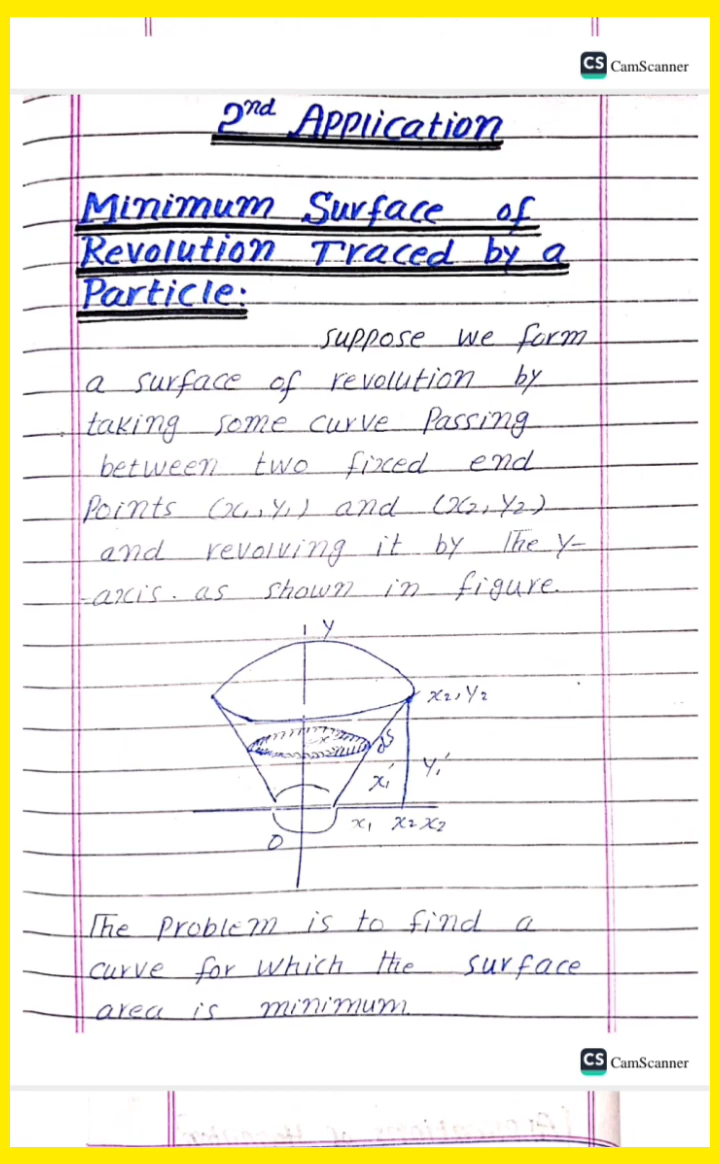 CS CamScanner
2nd Application
Minimum Surface of
Revolution Traced by a
Particle:
suppose we form
a surface of revolution by
taking some curve Passing
between two fixed end
Points (x1, y1) and (x2, y2)
and revolving it by The y-
-axis. as shown in figure.
y
x2, y2
x
ds
x1'
y1'
x1 x2 x2
O
The Problem is to find a
curve for which the surface
area is minimum.
CS CamScanner